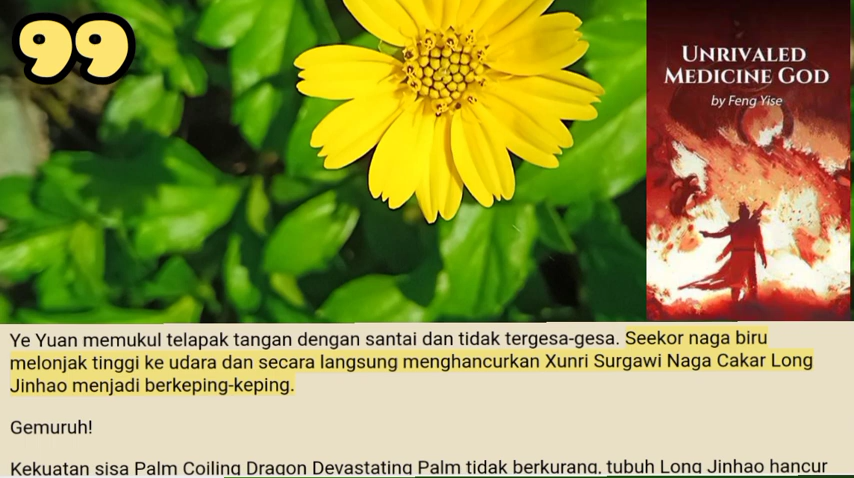 99
UNRIVALED
MEDICINE GOD
by Feng Yise
Ye Yuan memukul telapak tangan dengan santai dan tidak tergesa-gesa. Seekor naga biru
melonjak tinggi ke udara dan secara langsung menghancurkan Xunri Surgawi Naga Cakar Long
Jinhao menjadi berkeping-keping.
Gemuruh!
Kekuatan sisa Palm Coiling Dragon Devastating Palm tidak berkurang, tubuh Long Jinhao hancur